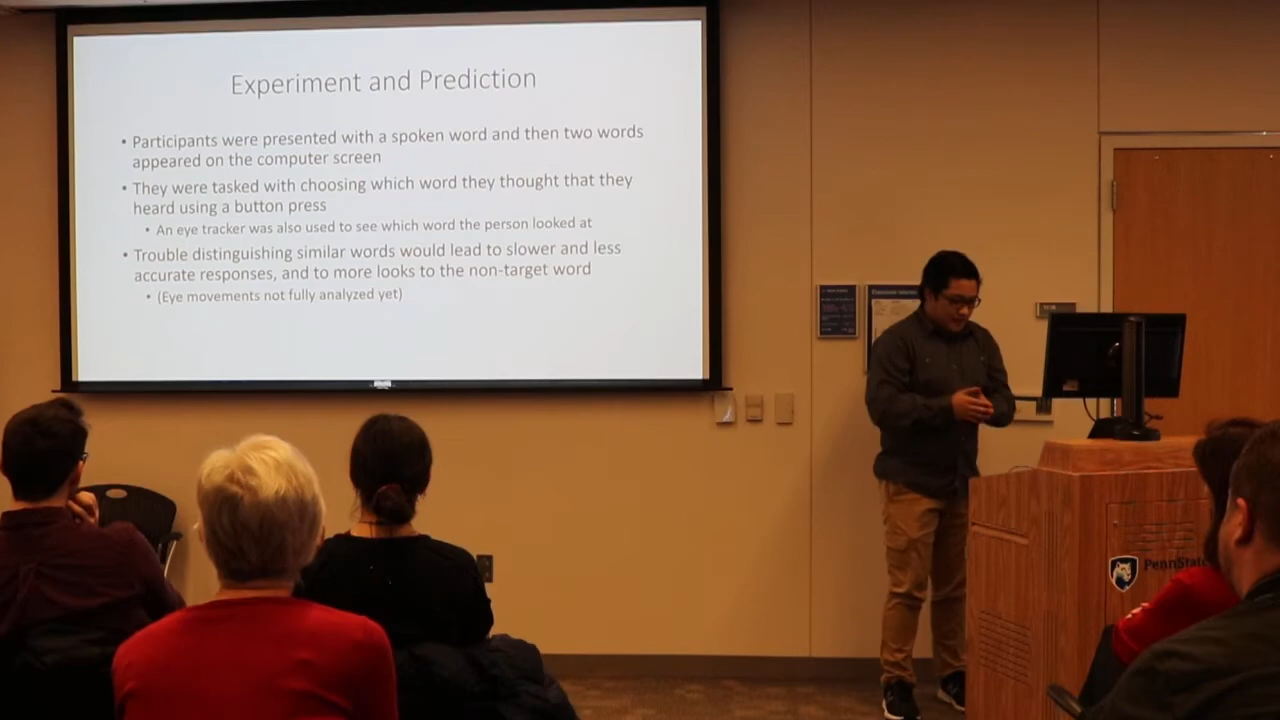 Experiment and Prediction
• Participants were presented with a spoken word and then two words
appeared on the computer screen
• They were tasked with choosing which word they thought that they
heard using a button press
• An eye tracker was also used to see which word the person looked at
• Trouble distinguishing similar words would lead to slower and less
accurate responses, and to more looks to the non-target word
• (Eye movements not fully analyzed yet)
PennState